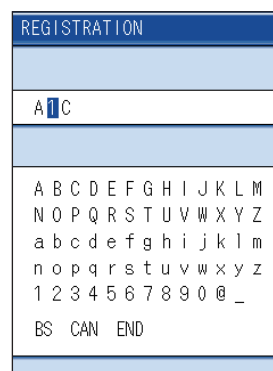 REGISTRATION
A1C
A B C D E F G H I J K L M
N O P Q R S T U V W X Y Z
a b c d e f g h i j k l m
n o p q r s t u v w x y z
1 2 3 4 5 6 7 8 9 0 @ _
BS CAN END